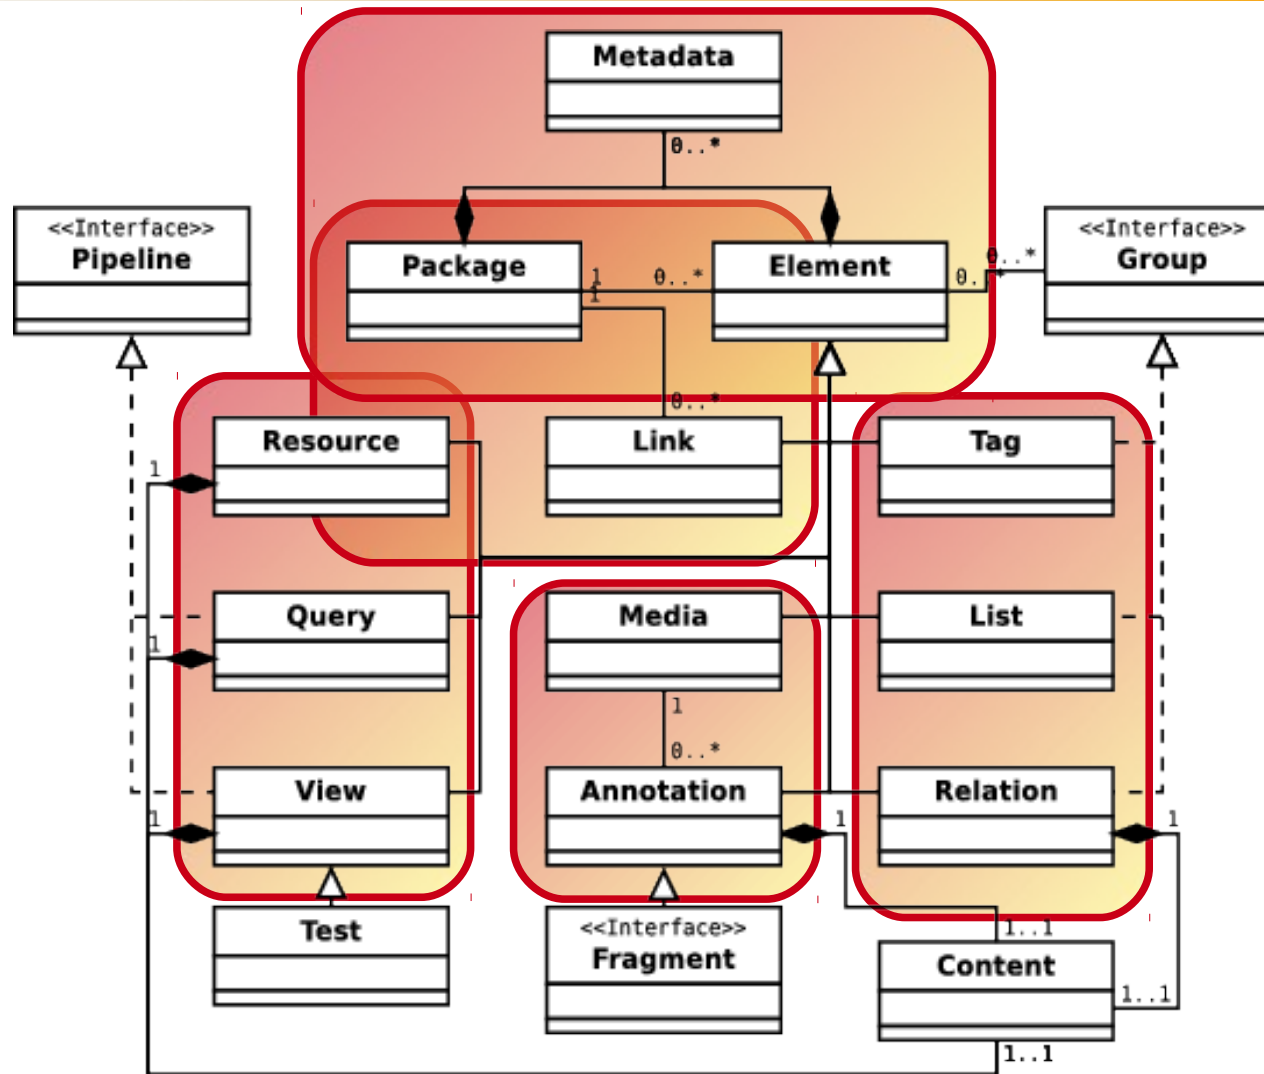 Metadata
0..*
<<Interface>>
Pipeline
<<Interface>>
Group
Package
Element
1
0..*
0..*
0..*
1
0..*
Resource
Link
Tag
1
Query
Media
List
1
1
0..*
View
Annotation
Relation
1
1
1
Test
<<Interface>>
Fragment
1..1
Content
1..1
1..1